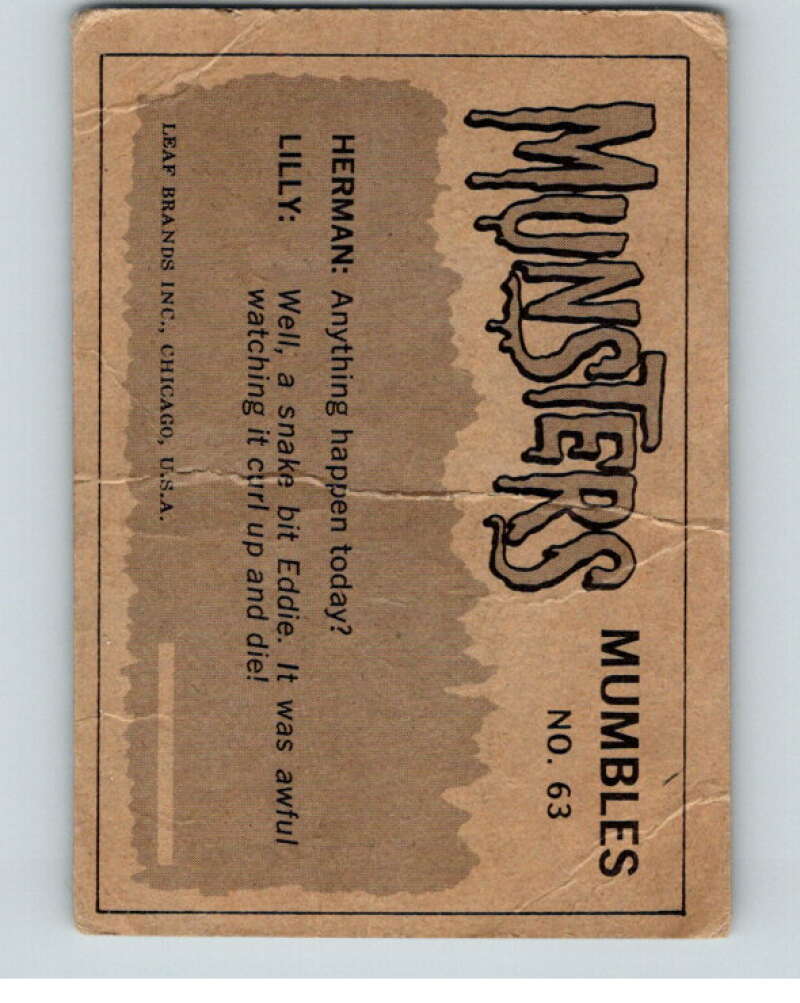 MUNSTERS MUMBLES
NO. 63
HERMAN: Anything happen today?
LILLY: Well, a snake bit Eddie. It was awful
watching it curl up and die!
LEAF BRANDS INC., CHICAGO, U.S.A.